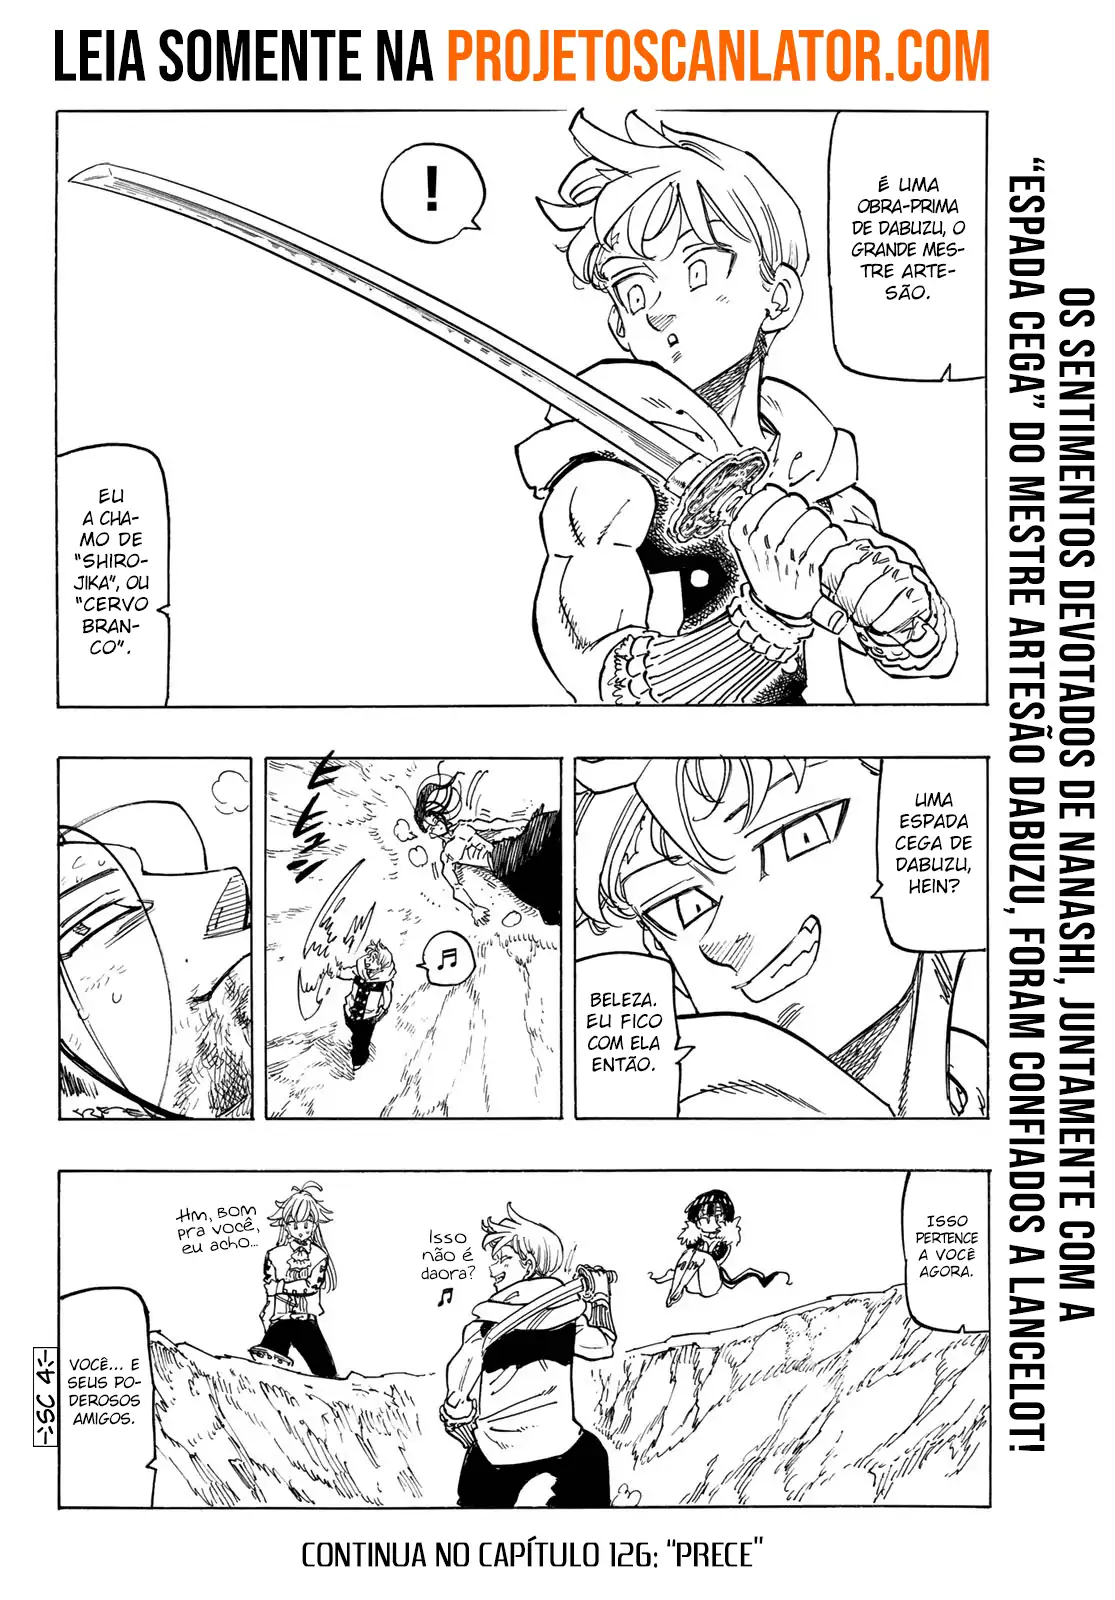 LEIA SOMENTE NA PROJETOSCANLATOR.COM
!
É UMA
OBRA-PRIMA
DE DABUZU, O
GRANDE MES-
TRE ARTE-
SÃO.
EU
A CHA-
MO DE
"SHIRO-
JIKA", OU
"CERVO
BRAN-
CO".
UMA
ESPADA
CEGA DE
DABUZU,
HEIN?
BELEZA.
EU FICO
COM ELA
ENTÃO.
ISSO
PERTENCE
A VOCÊ
AGORA.
Isso
não é
daora?
Hm, bom
pra você,
eu acho...
VOCÊ... E
SEUS PO-
DEROSOS
AMIGOS.
SC 4
OS SENTIMENTOS DEVOTADOS DE NANASHI, JUNTAMENTE COM A
“ESPADA CEGA” DO MESTRE ARTESÃO DABUZU, FORAM CONFIADOS A LANCELOT!
CONTINUA NO CAPÍTULO 126: “PRECE”